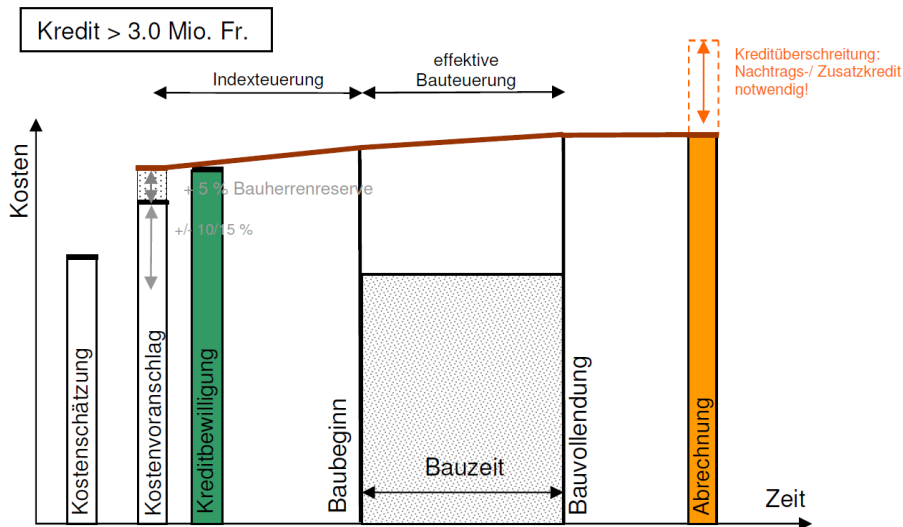 Kredit > 3.0 Mio. Fr.
Kreditüberschreitung:
Nachtrags-/ Zusatzkredit
notwendig!
effektive
Bauteuerung
Indexteuerung
Kosten
+ 5 % Bauherrenreserve
+/- 10/15 %
Kostenschätzung
Kostenvoranschlag
Kreditbewilligung
Baubeginn
Bauzeit
Bauvollendung
Abrechnung
Zeit